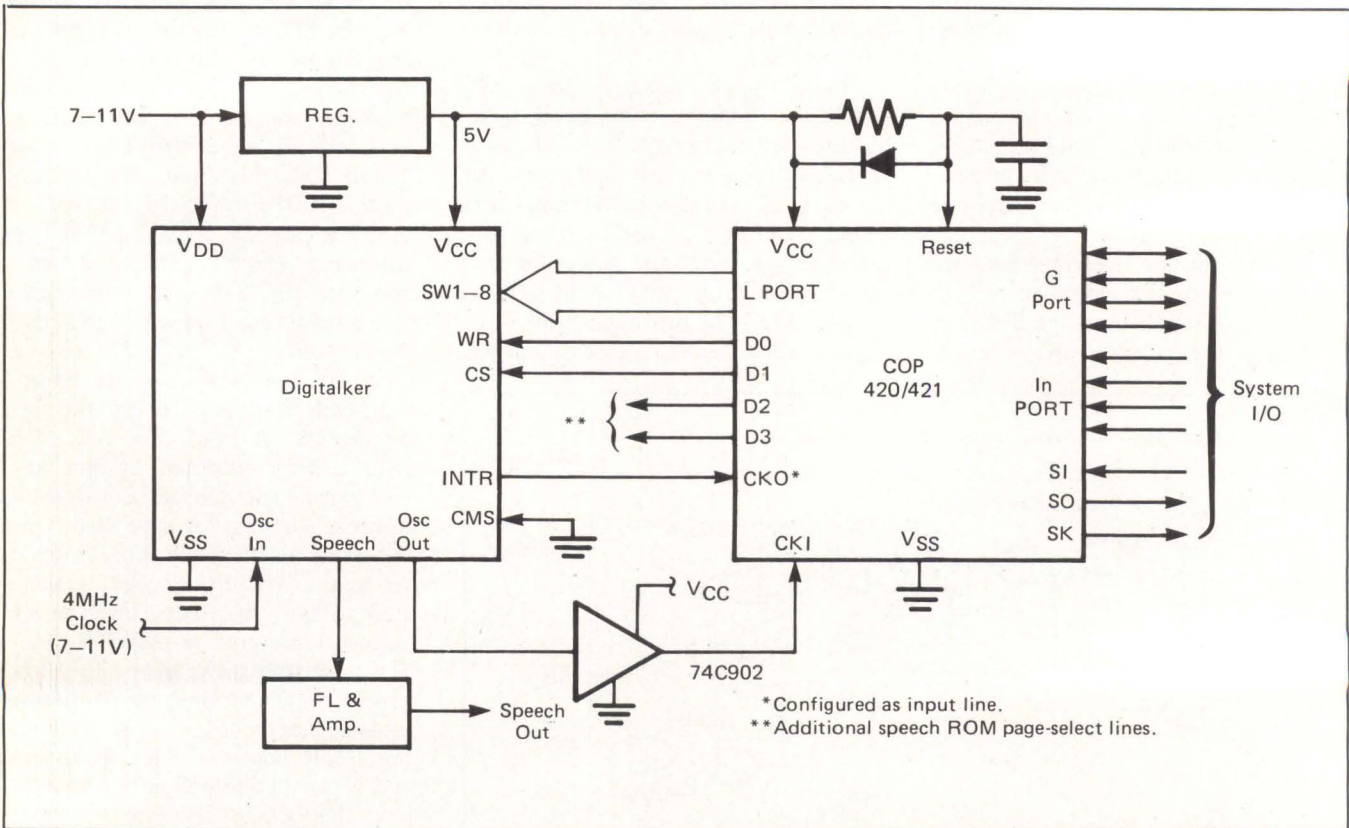 7–11V
REG.
5V
VDD
VCC
SW1–8
WR
CS
Digitalker
INTR
CMS
VSS
Osc
In
Speech
Osc
Out
VCC
Reset
L PORT
D0
D1
D2
D3
CKO*
CKI
VSS
COP
420/421
G
Port
In
PORT
SI
SO
SK
System
I/O
**
4MHz
Clock
(7–11V)
VCC
74C902
FL &
Amp.
Speech
Out
*Configured as input line.
**Additional speech ROM page-select lines.